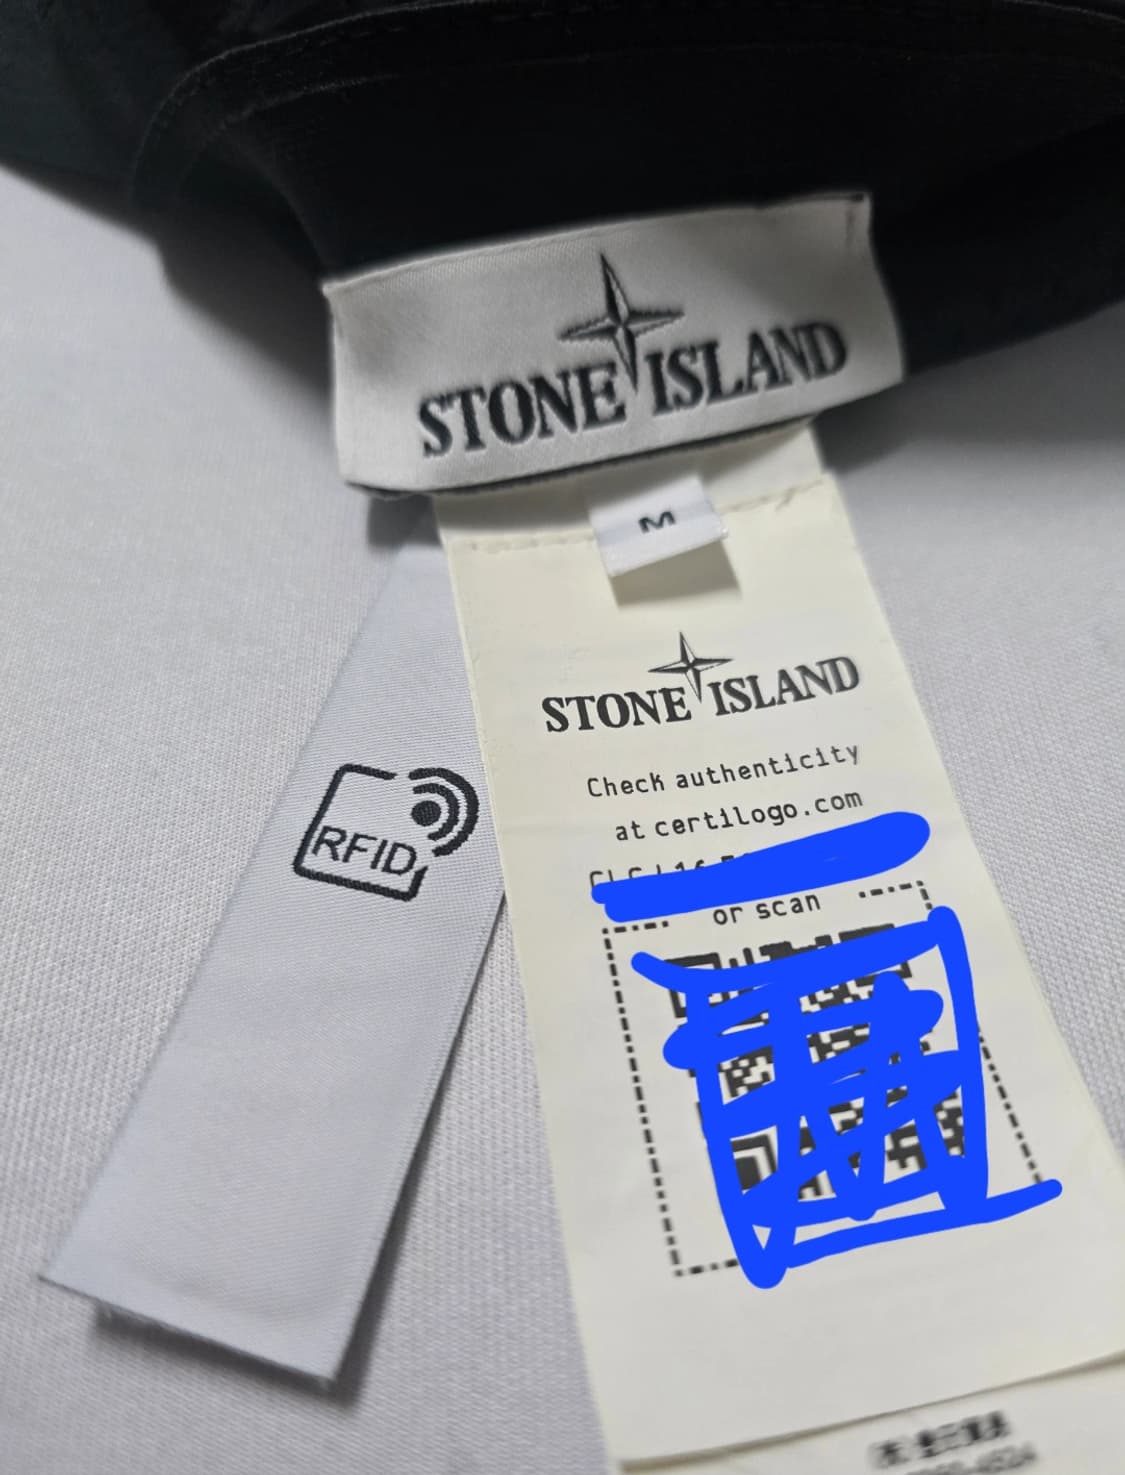 STONE ISLAND
M
STONE ISLAND
Check authenticity
at certilogo.com
or scan
RFID